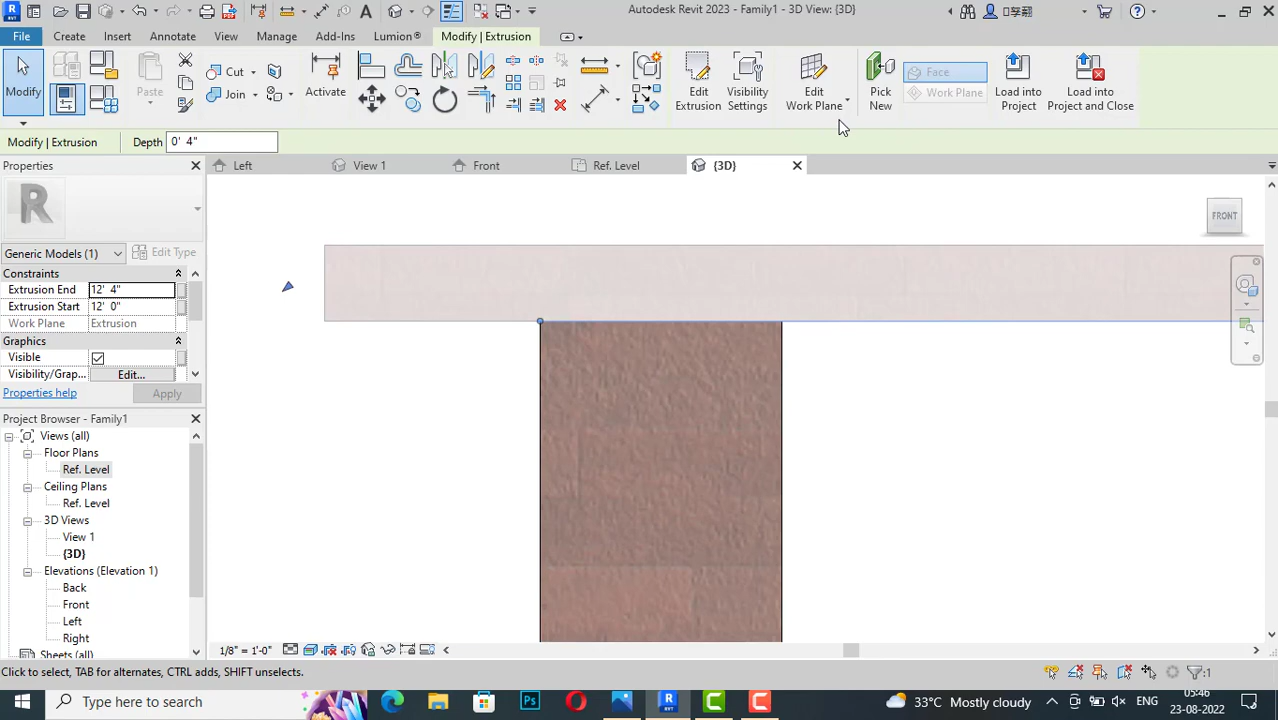 Autodesk Revit 2023 - Family1 - 3D View: {3D}
File
Create
Insert
Annotate
View
Manage
Add-Ins
Lumion®
Modify | Extrusion
Modify
Paste
Cut
Join
Activate
Edit Extrusion
Visibility Settings
Edit Work Plane
Pick New
Face
Work Plane
Load into Project
Load into Project and Close
Modify | Extrusion
Depth 0' 4"
Properties
Left
View 1
Front
Ref. Level
{3D}
R
FRONT
Generic Models (1)
Edit Type
Constraints
Extrusion End 12' 4"
Extrusion Start 12' 0"
Work Plane Extrusion
Graphics
Visible
Visibility/Grap... Edit...
Properties help
Apply
Project Browser - Family1
Views (all)
Floor Plans
Ref. Level
Ceiling Plans
Ref. Level
3D Views
View 1
{3D}
Elevations (Elevation 1)
Back
Front
Left
Right
Sheets (all)
1/8" = 1'-0"
Click to select, TAB for alternates, CTRL adds, SHIFT unselects.
:1
Type here to search
Ps
R
RVT
C
33°C Mostly cloudy
ENG
05:46
23-08-2022